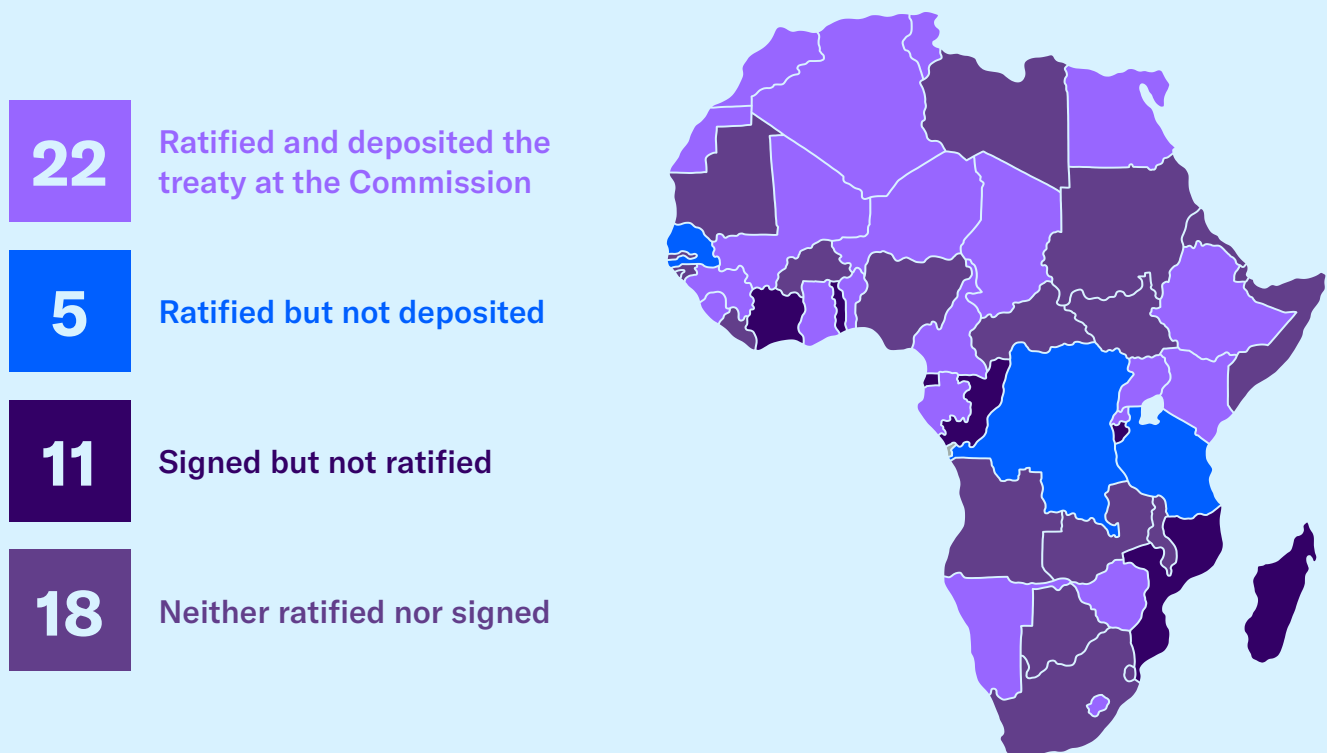 22
Ratified and deposited the
treaty at the Commission
5
Ratified but not deposited
11
Signed but not ratified
18
Neither ratified nor signed